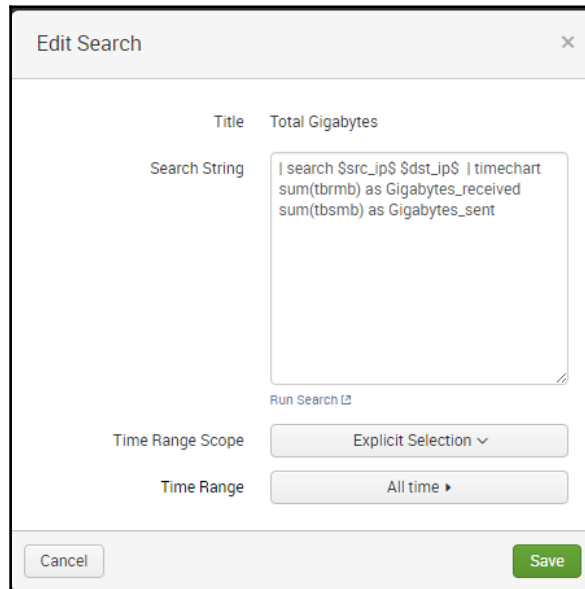 Edit Search
×
Title Total Gigabytes
Search String
| search $src_ip$ $dst_ip$ | timechart
sum(tbrmb) as Gigabytes_received
sum(tbsmb) as Gigabytes_sent
Run Search
Time Range Scope Explicit Selection
Time Range All time
Cancel Save